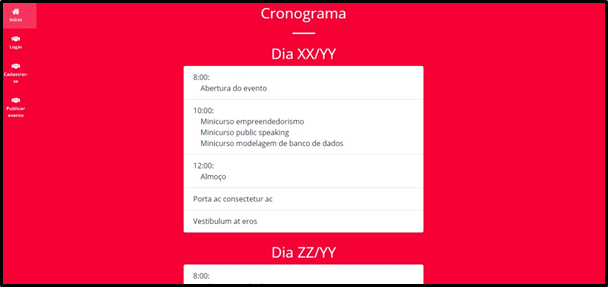 Início
Login
Cadastrar-
se
Publicar
evento
Cronograma
Dia XX/YY
8:00:
Abertura do evento
10:00:
Minicurso empreendedorismo
Minicurso public speaking
Minicurso modelagem de banco de dados
12:00:
Almoço
Porta ac consectetur ac
Vestibulum at eros
Dia ZZ/YY
8:00: